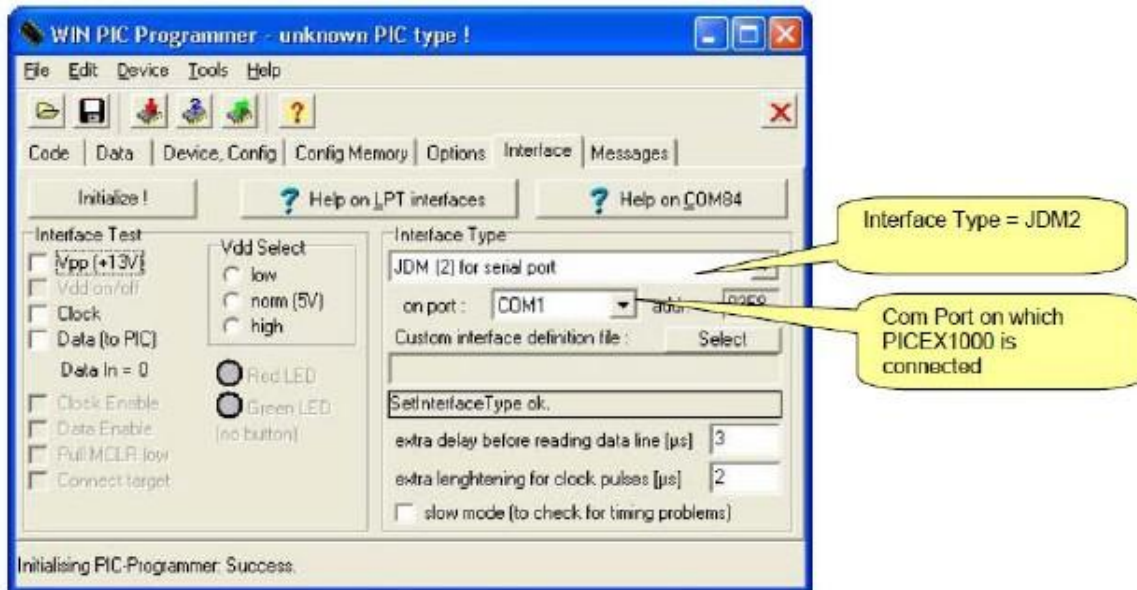 WIN PIC Programmer - unknown PIC type !
File Edit Device Tools Help
?
Code Data Device, Config Config Memory Options Interface Messages
Initialize !
? Help on LPT interfaces
? Help on COM84
Interface Test
Vpp (+13V)
Vdd on/off
Clock
Data (to PIC)
Data In = 0
Clock Enable
Data Enable
Pull MCLR low
Connect target
Vdd Select
low
norm (5V)
high
Red LED
Green LED
(no button)
Interface Type
JDM (2) for serial port
on port : COM1
Custom interface definition file : Select
SetInterfaceType ok.
extra delay before reading data line [µs] 3
extra lenghtening for clock pulses [µs] 2
slow mode (to check for timing problems)
Initialising PIC-Programmer: Success.
Interface Type = JDM2
Com Port on which
PICEX1000 is
connected